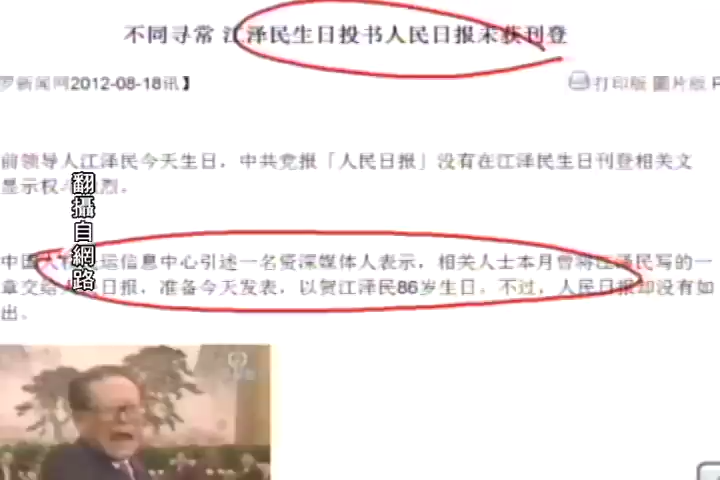 不同寻常 江泽民生日投书人民日报未获刊登
罗新闻网2012-08-18讯】
打印版 圖片版
前领导人江泽民今天生日，中共党报「人民日报」没有在江泽民生日刊登相关文
显示权 烈。
翻攝自網路
中国 运信息中心引述一名资深媒体人表示，相关人士本月曾将江泽民写的一
章交给 日报，准备今天发表，以贺江泽民86岁生日。不过，人民日报却没有如
出。